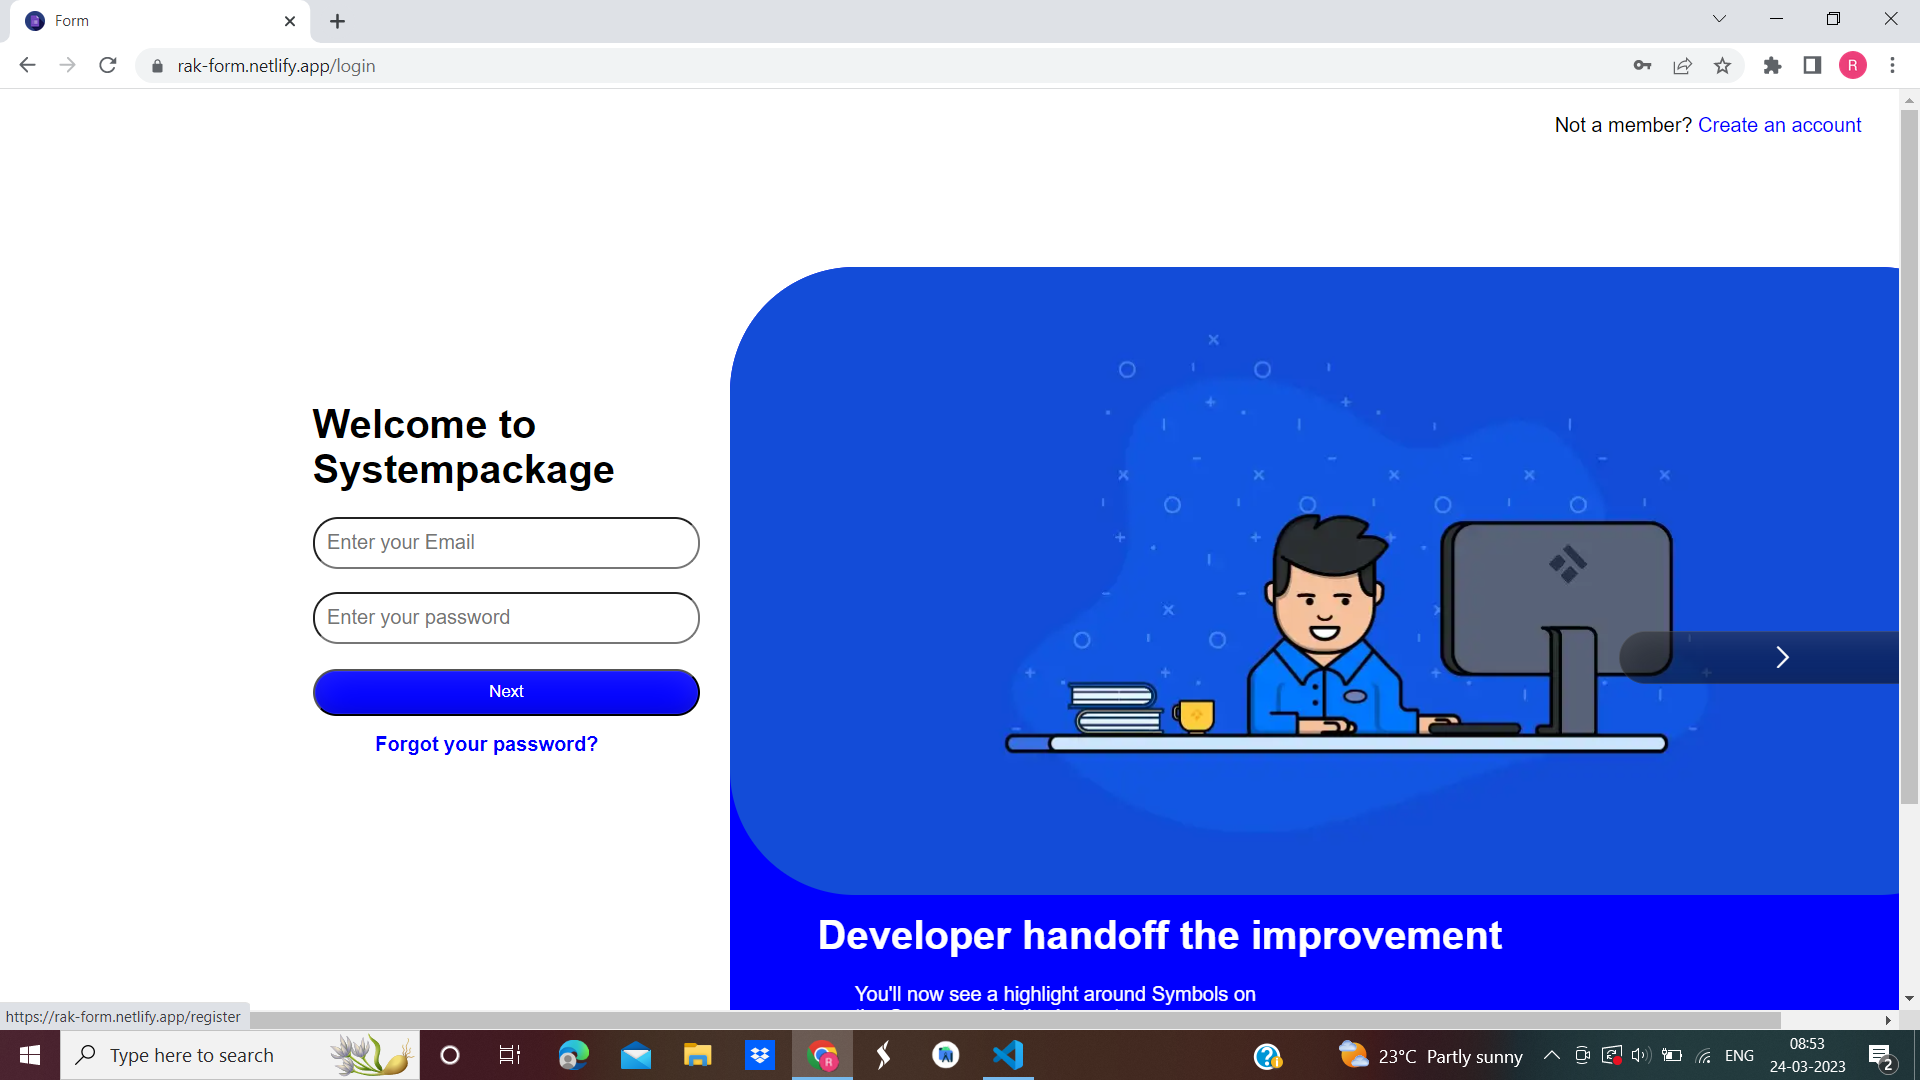 Form
rak-form.netlify.app/login
R
Not a member? Create an account
Welcome to
Systempackage
Enter your Email
Enter your password
Next
Forgot your password?
Developer handoff the improvement
You'll now see a highlight around Symbols on
https://rak-form.netlify.app/register
Type here to search
R
23°C Partly sunny
ENG
08:53
24-03-2023
2